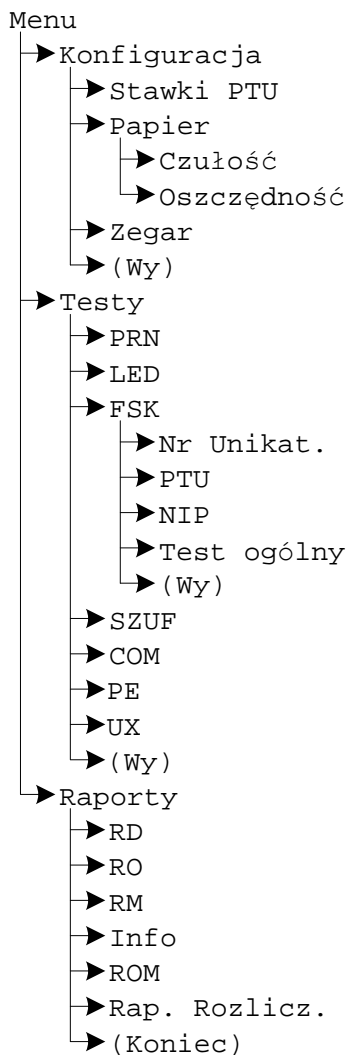 Menu
Konfiguracja
Stawki PTU
Papier
Czułość
Oszczędność
Zegar
(Wy)
Testy
PRN
LED
FSK
Nr Unikat.
PTU
NIP
Test ogólny
(Wy)
SZUF
COM
PE
UX
(Wy)
Raporty
RD
RO
RM
Info
ROM
Rap. Rozlicz.
(Koniec)